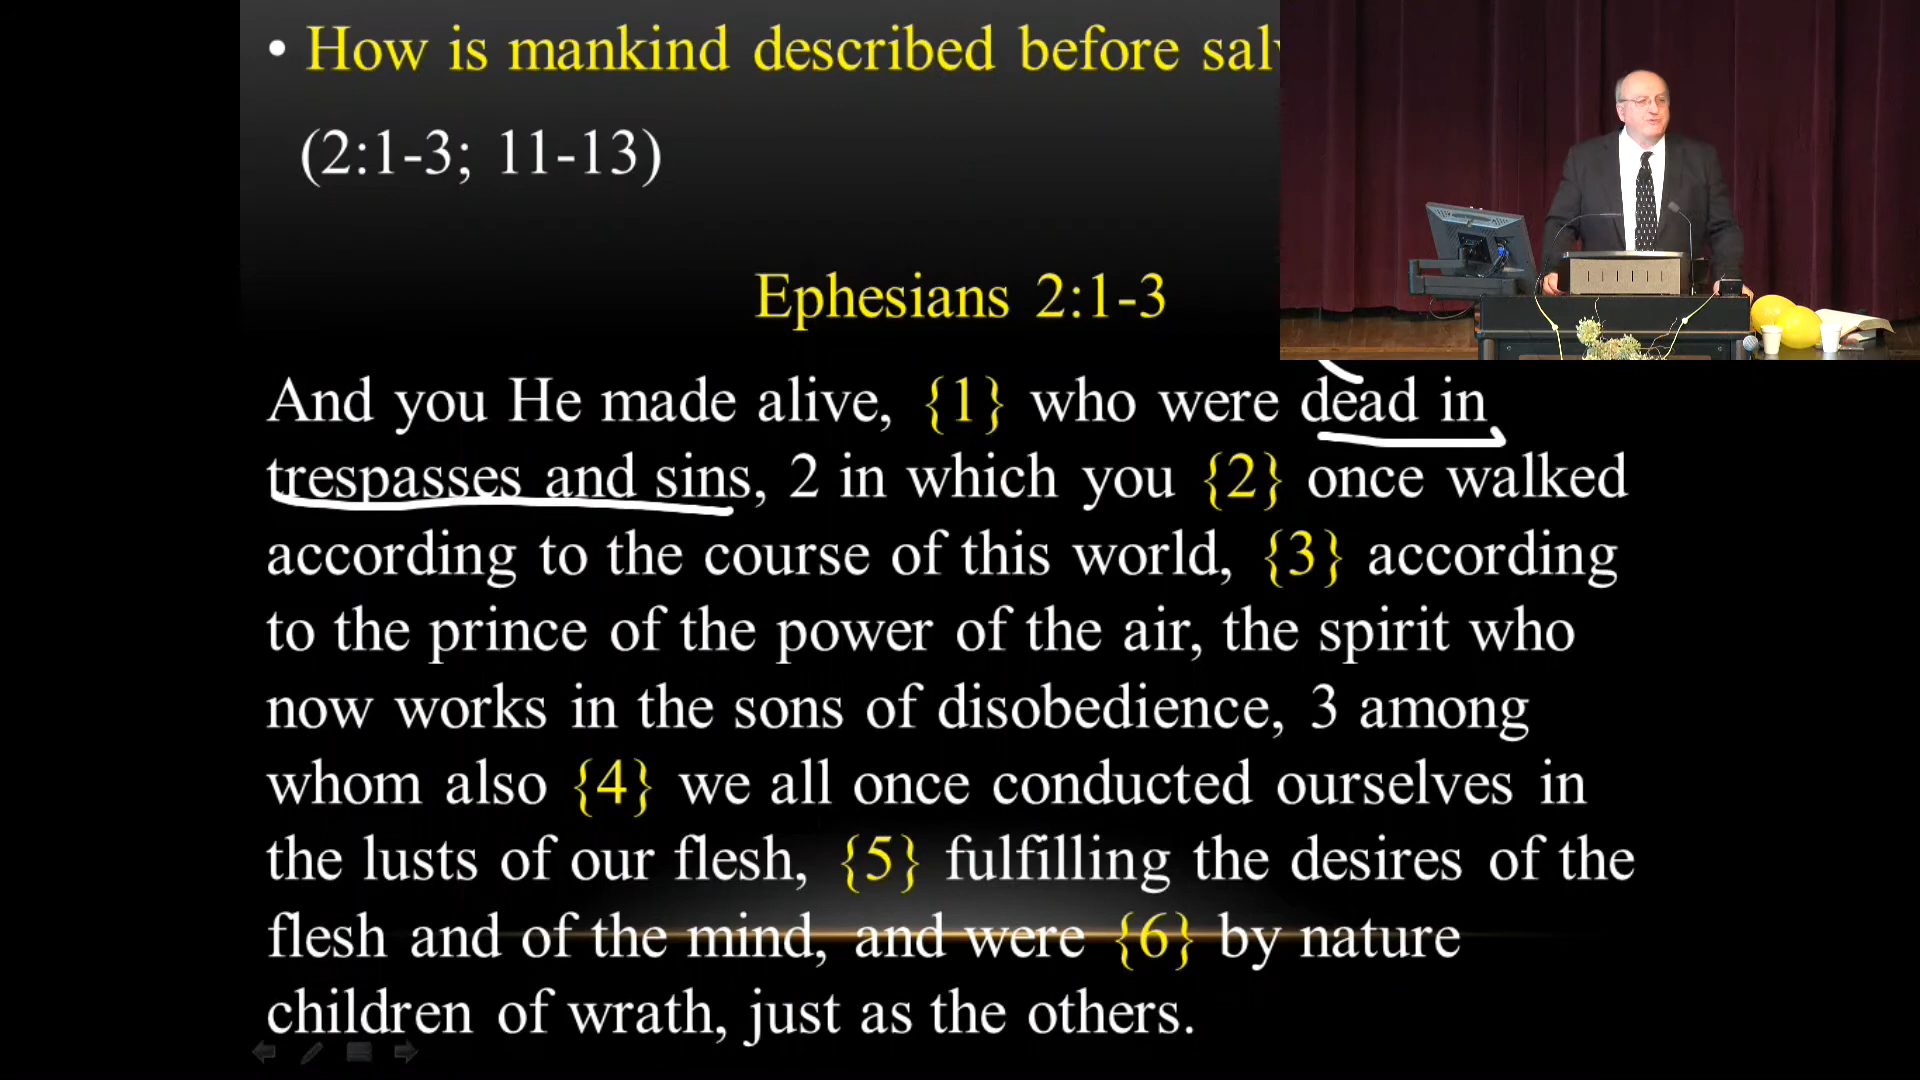 • How is mankind described before
(2:1-3; 11-13)
Ephesians 2:1-3
And you He made alive, {1} who were dead in
trespasses and sins, 2 in which you {2} once walked
according to the course of this world, {3} according
to the prince of the power of the air, the spirit who
now works in the sons of disobedience, 3 among
whom also {4} we all once conducted ourselves in
the lusts of our flesh, {5} fulfilling the desires of the
flesh and of the mind, and were {6} by nature
children of wrath, just as the others.